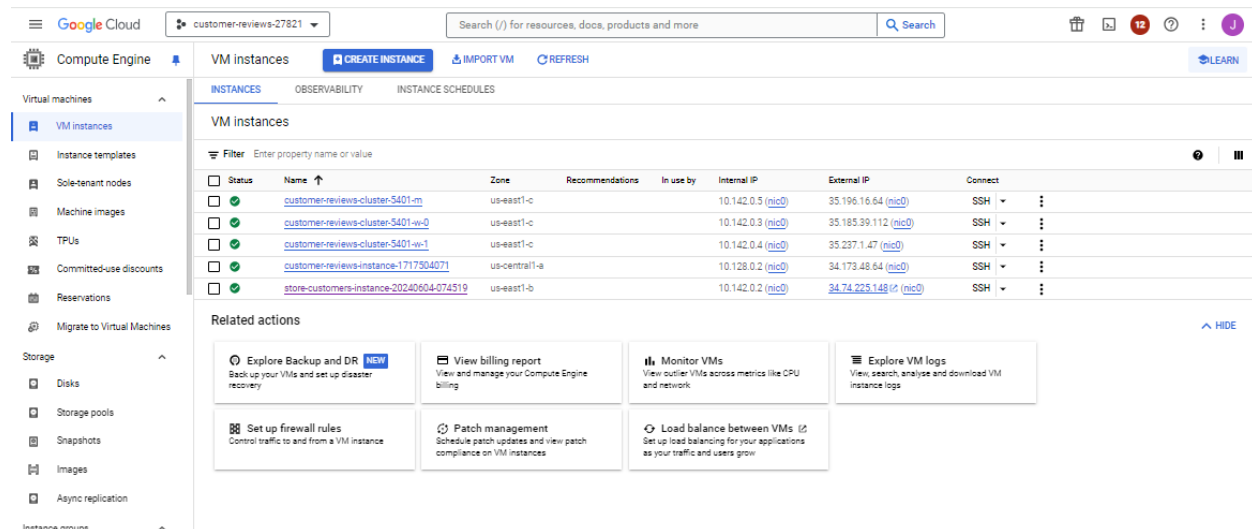 Google Cloud customer-reviews-27821 Search (/) for resources, docs, products and more Search 12 J
Compute Engine VM instances CREATE INSTANCE IMPORT VM REFRESH LEARN
Virtual machines INSTANCES OBSERVABILITY INSTANCE SCHEDULES
VM instances VM instances
Instance templates Filter Enter property name or value
Sole-tenant nodes Status Name Zone Recommendations In use by Internal IP External IP Connect
customer-reviews-cluster-5401-m us-east1-c 10.142.0.5 (nic0) 35.196.16.64 (nic0) SSH
Machine images customer-reviews-cluster-5401-w-0 us-east1-c 10.142.0.3 (nic0) 35.185.39.112 (nic0) SSH
TPUs customer-reviews-cluster-5401-w-1 us-east1-c 10.142.0.4 (nic0) 35.237.1.47 (nic0) SSH
Committed-use discounts customer-reviews-instance-1717504071 us-central1-a 10.128.0.2 (nic0) 34.173.48.64 (nic0) SSH
Reservations store-customers-instance-20240604-074519 us-east1-b 10.142.0.2 (nic0) 34.74.225.148 (nic0) SSH
Migrate to Virtual Machines Related actions HIDE
Storage Explore Backup and DR NEW View billing report Monitor VMs Explore VM logs
Back up your VMs and set up disaster View and manage your Compute Engine View outlier VMs across metrics like CPU View, search, analyse and download VM
Disks recovery billing and network instance logs
Storage pools
Set up firewall rules Patch management Load balance between VMs
Snapshots Control traffic to and from a VM instance Schedule patch updates and view patch Set up load balancing for your applications
compliance on VM instances as your traffic and users grow
Images
Async replication
Instance groups